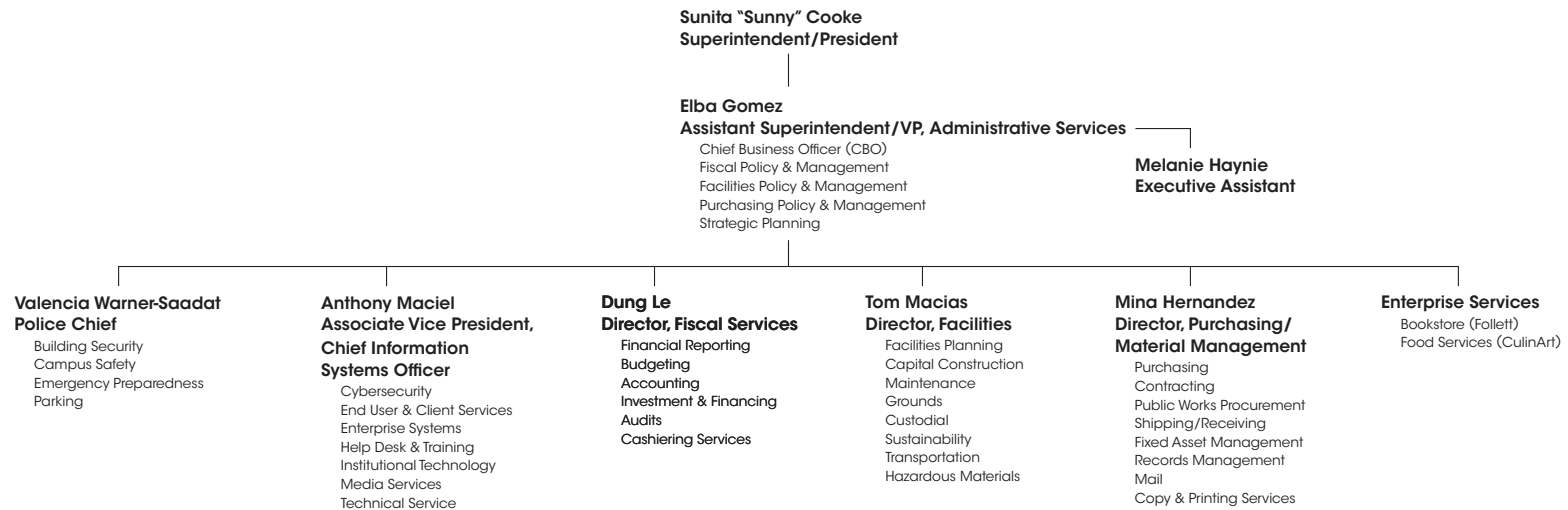 Sunita “Sunny” Cooke
Superintendent/President
Elba Gomez
Assistant Superintendent/VP, Administrative Services
Chief Business Officer (CBO)
Fiscal Policy & Management
Facilities Policy & Management
Purchasing Policy & Management
Strategic Planning
Melanie Haynie
Executive Assistant
Valencia Warner-Saadat
Police Chief
Building Security
Campus Safety
Emergency Preparedness
Parking
Anthony Maciel
Associate Vice President,
Chief Information
Systems Officer
Cybersecurity
End User & Client Services
Enterprise Systems
Help Desk & Training
Institutional Technology
Media Services
Technical Service
Dung Le
Director, Fiscal Services
Financial Reporting
Budgeting
Accounting
Investment & Financing
Audits
Cashiering Services
Tom Macias
Director, Facilities
Facilities Planning
Capital Construction
Maintenance
Grounds
Custodial
Sustainability
Transportation
Hazardous Materials
Mina Hernandez
Director, Purchasing/
Material Management
Purchasing
Contracting
Public Works Procurement
Shipping/Receiving
Fixed Asset Management
Records Management
Mail
Copy & Printing Services
Enterprise Services
Bookstore (Follett)
Food Services (CulinArt)